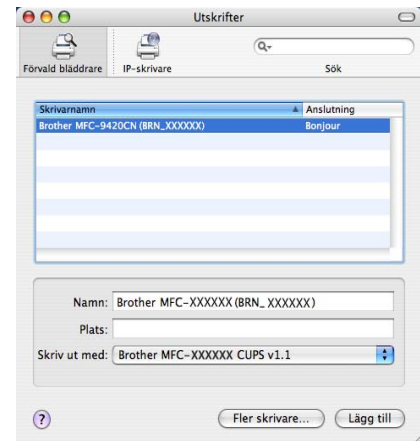 Utskrifter
Förvald bläddrare
IP-skrivare
Sök
Skrivarnamn Anslutning
Brother MFC-9420CN (BRN_XXXXXX) Bonjour
Namn: Brother MFC-XXXXXX (BRN_ XXXXXX)
Plats:
Skriv ut med: Brother MFC-XXXXXX CUPS v1.1
? Fler skrivare... Lägg till